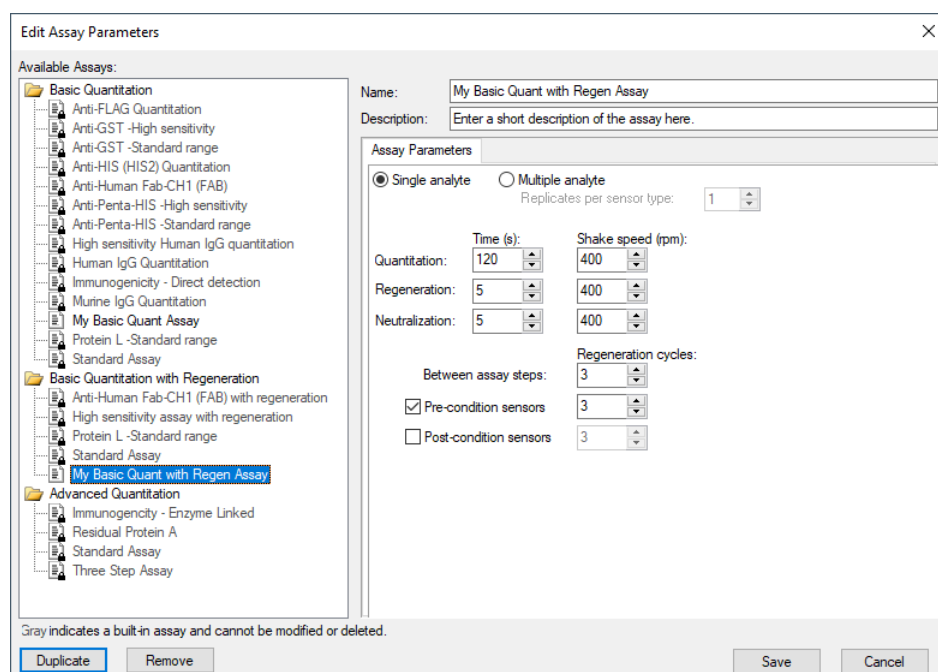 Edit Assay Parameters
Available Assays:
Basic Quantitation
Anti-FLAG Quantitation
Anti-GST -High sensitivity
Anti-GST -Standard range
Anti-HIS (HIS2) Quantitation
Anti-Human Fab-CH1 (FAB)
Anti-Penta-HIS -High sensitivity
Anti-Penta-HIS -Standard range
High sensitivity Human IgG quantitation
Human IgG Quantitation
Immunogenicity - Direct detection
Murine IgG Quantitation
My Basic Quant Assay
Protein L -Standard range
Standard Assay
Basic Quantitation with Regeneration
Anti-Human Fab-CH1 (FAB) with regeneration
High sensitivity assay with regeneration
Protein L -Standard range
Standard Assay
My Basic Quant with Regen Assay
Advanced Quantitation
Immunogencity - Enzyme Linked
Residual Protein A
Standard Assay
Three Step Assay
Gray indicates a built-in assay and cannot be modified or deleted.
Duplicate Remove
Name: My Basic Quant with Regen Assay
Description: Enter a short description of the assay here.
Assay Parameters
Single analyte Multiple analyte
Replicates per sensor type: 1
Time (s): Shake speed (rpm):
Quantitation: 120 400
Regeneration: 5 400
Neutralization: 5 400
Regeneration cycles:
Between assay steps: 3
Pre-condition sensors 3
Post-condition sensors 3
Save Cancel